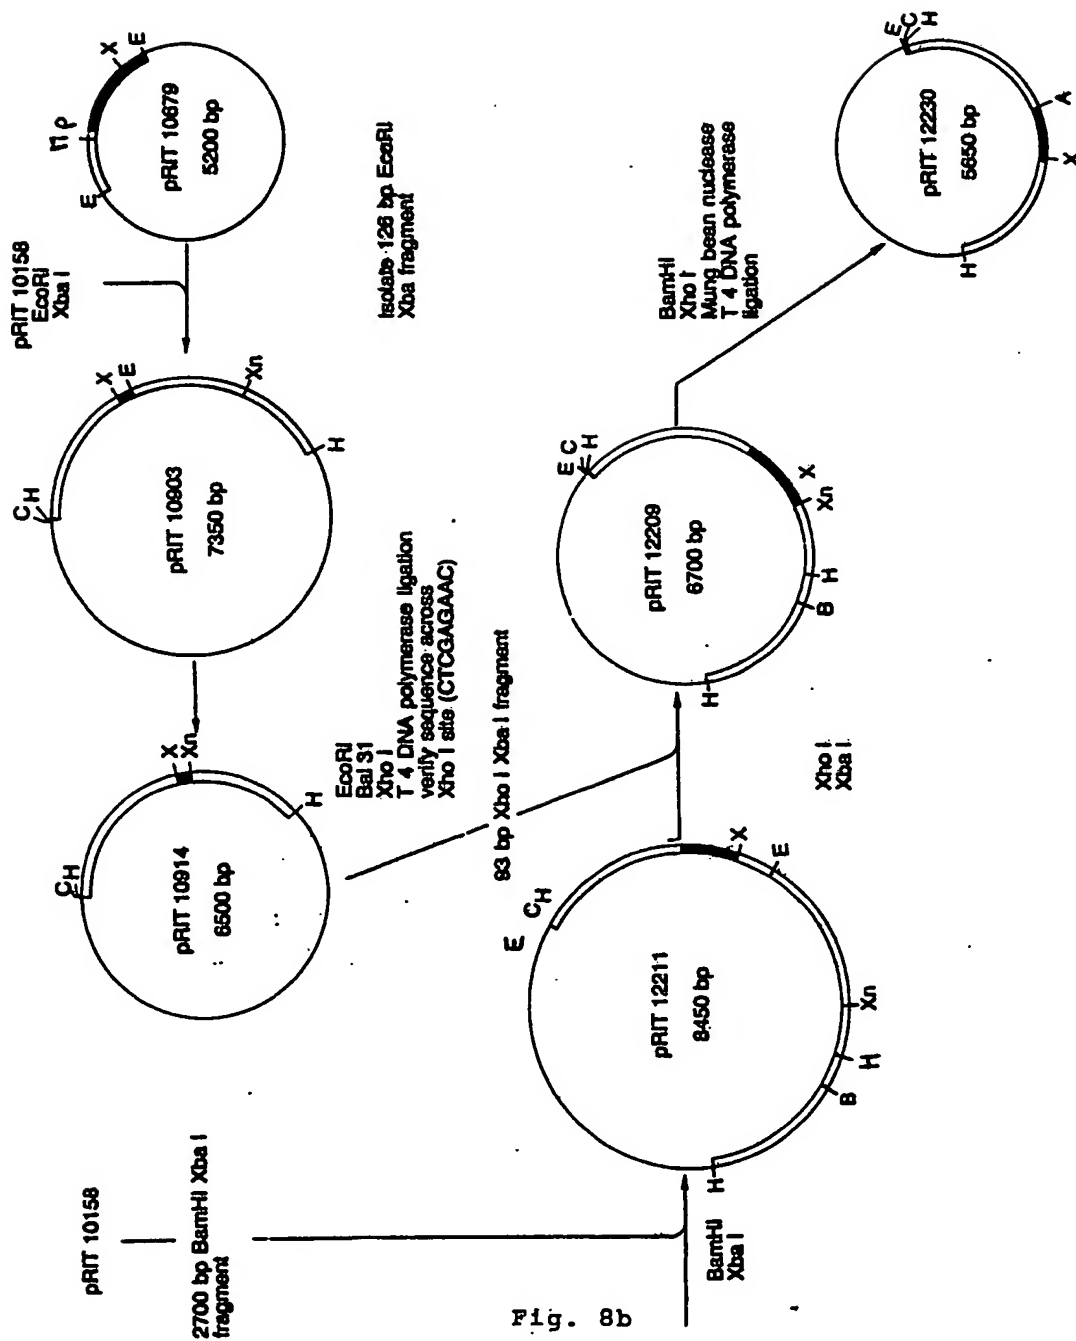 pRIT 10158
EcoRI
Xba I
E
X
E
pRIT 10679
5200 bp
Isolate 126 bp EcoRI
Xba fragment
C
H
X
E
Xn
H
pRIT 10903
7350 bp
EcoRI
Bal 31
Xho I
T 4 DNA polymerase ligation
verify sequence across
Xho I site (CTCGAGAAC)
C
H
X
Xn
H
pRIT 10914
6500 bp
83 bp Xho I Xba I fragment
pRIT 10158
2700 bp BamHI Xba I
fragment
BamHI
Xba I
E
C
H
X
E
Xn
H
B
H
pRIT 12211
8450 bp
Xho I
Xba I
E
C
H
X
Xn
H
B
H
pRIT 12209
6700 bp
BamHI
Xho I
Mung bean nuclease
T 4 DNA polymerase
ligation
E
C
H
A
X
H
pRIT 12230
5650 bp
Fig. 8b